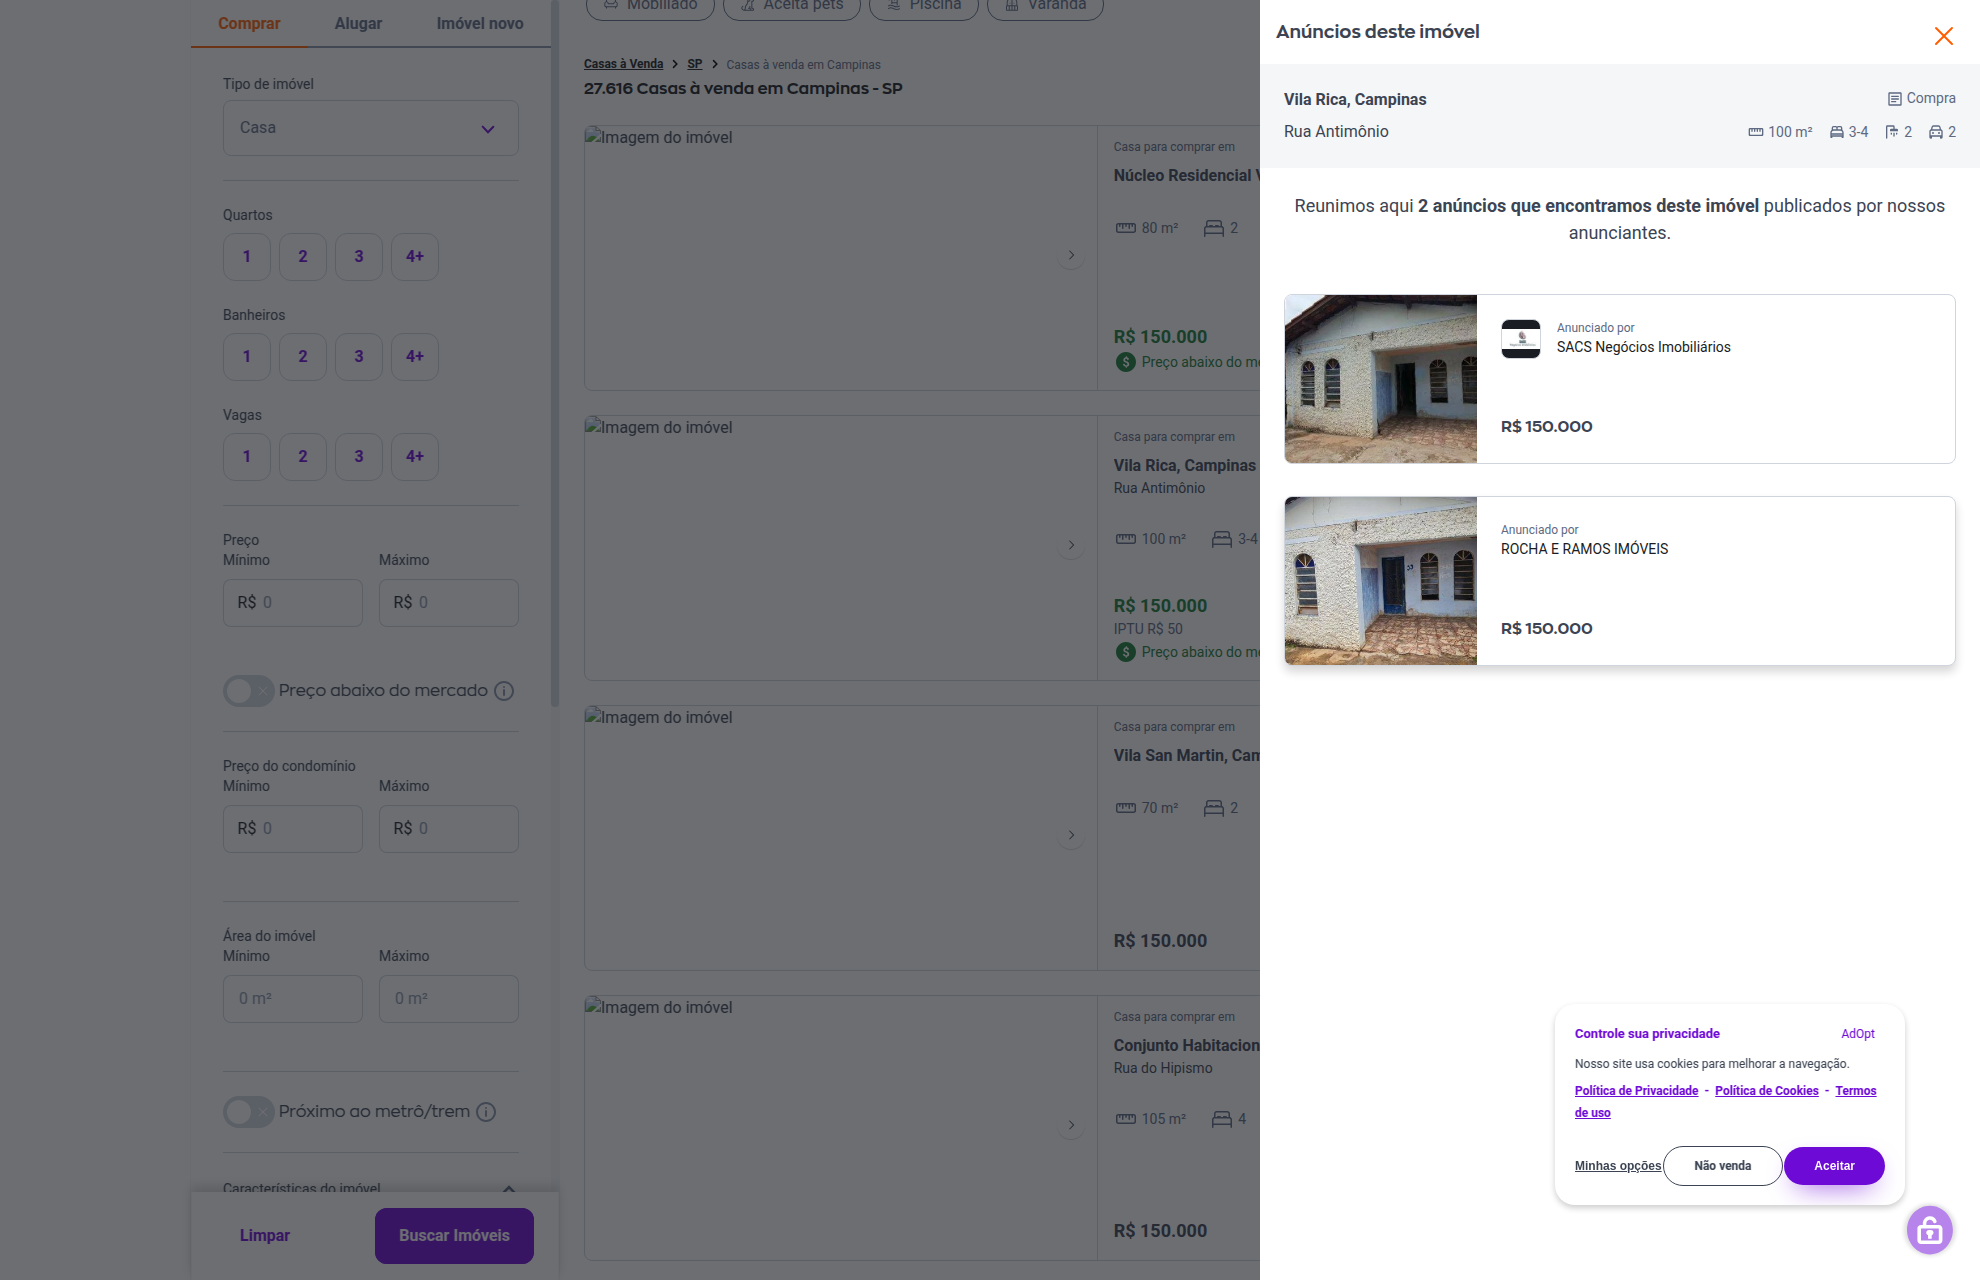 Comprar Alugar Imóvel novo
Tipo de imóvel
Casa
Quartos
1 2 3 4+
Banheiros
1 2 3 4+
Vagas
1 2 3 4+
Preço
Mínimo Máximo
R$ 0 R$ 0
Preço abaixo do mercado
Preço do condomínio
Mínimo Máximo
R$ 0 R$ 0
Área do imóvel
Mínimo Máximo
0 m² 0 m²
Próximo ao metrô/trem
Características do imóvel
Limpar Buscar Imóveis
Mobiliado Aceita pets Piscina Varanda
Casas à Venda SP Casas à venda em Campinas
27.616 Casas à venda em Campinas - SP
Imagem do imóvel
Casa para comprar em
Núcleo Residencial V
80 m² 2
R$ 150.000
Preço abaixo do me
Imagem do imóvel
Casa para comprar em
Vila Rica, Campinas
Rua Antimônio
100 m² 3-4
R$ 150.000
IPTU R$ 50
Preço abaixo do me
Imagem do imóvel
Casa para comprar em
Vila San Martin, Cam
70 m² 2
R$ 150.000
Imagem do imóvel
Casa para comprar em
Conjunto Habitacion
Rua do Hipismo
105 m² 4
R$ 150.000
Anúncios deste imóvel
Vila Rica, Campinas Compra
Rua Antimônio 100 m² 3-4 2 2
Reunimos aqui 2 anúncios que encontramos deste imóvel publicados por nossos
anunciantes.
Anunciado por
SACS Negócios Imobiliários
R$ 150.000
Anunciado por
ROCHA E RAMOS IMÓVEIS
R$ 150.000
Controle sua privacidade AdOpt
Nosso site usa cookies para melhorar a navegação.
Política de Privacidade - Política de Cookies - Termos
de uso
Minhas opções Não venda Aceitar